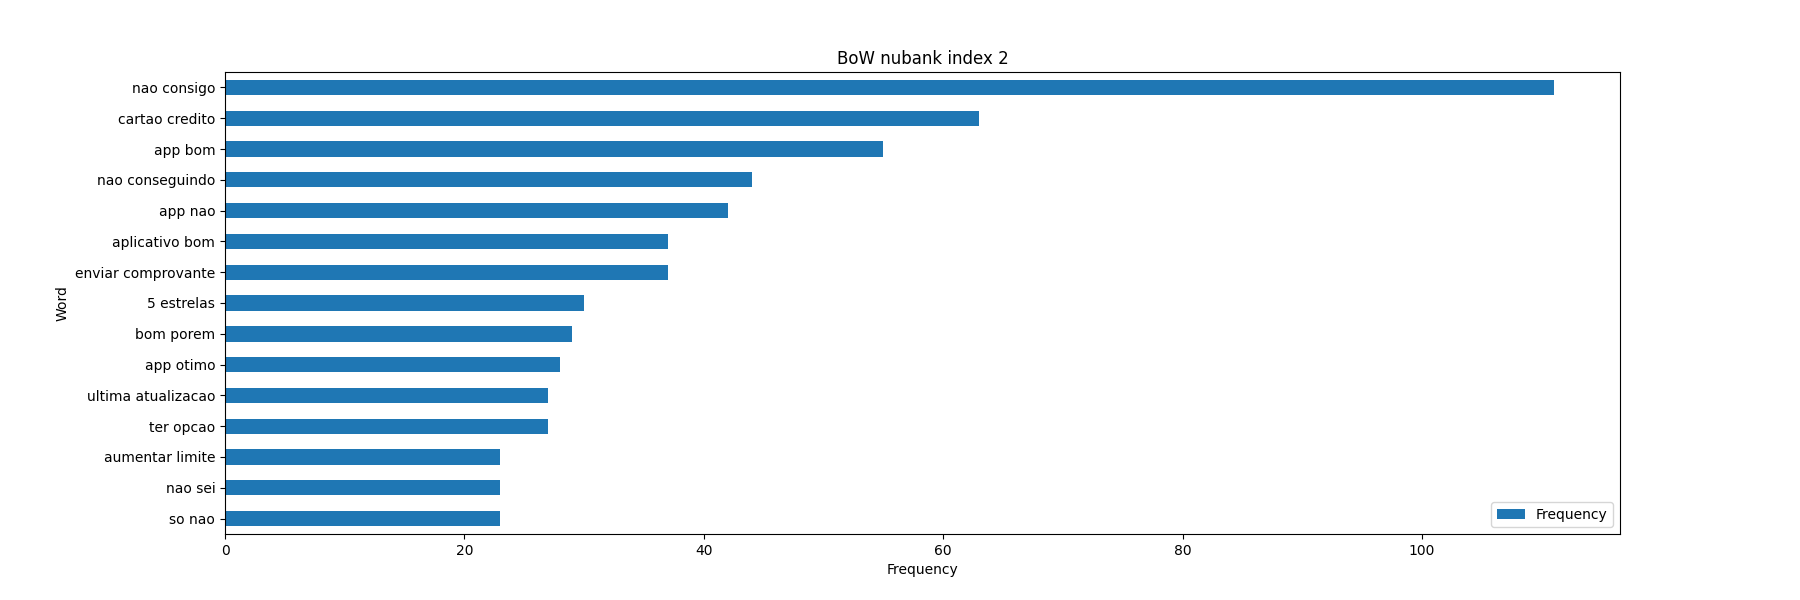 BoW nubank index 2
nao consigo
cartao credito
app bom
nao conseguindo
app nao
aplicativo bom
enviar comprovante
5 estrelas
bom porem
app otimo
ultima atualizacao
ter opcao
aumentar limite
nao sei
so nao
Word
Frequency
0 20 40 60 80 100
Frequency